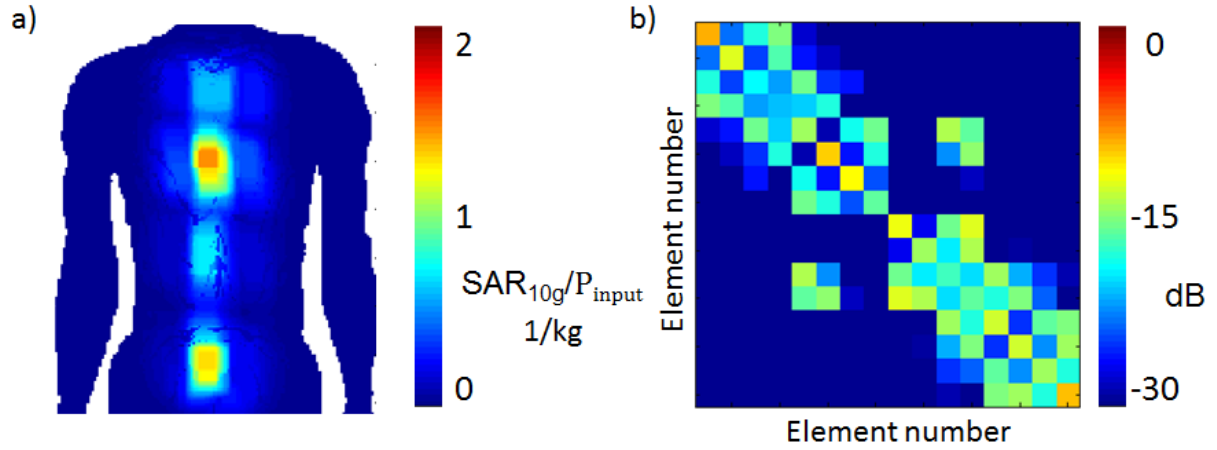 a)
2
1
0
SAR10g/Pinput
1/kg
b)
Element number
Element number
0
-15
-30
dB